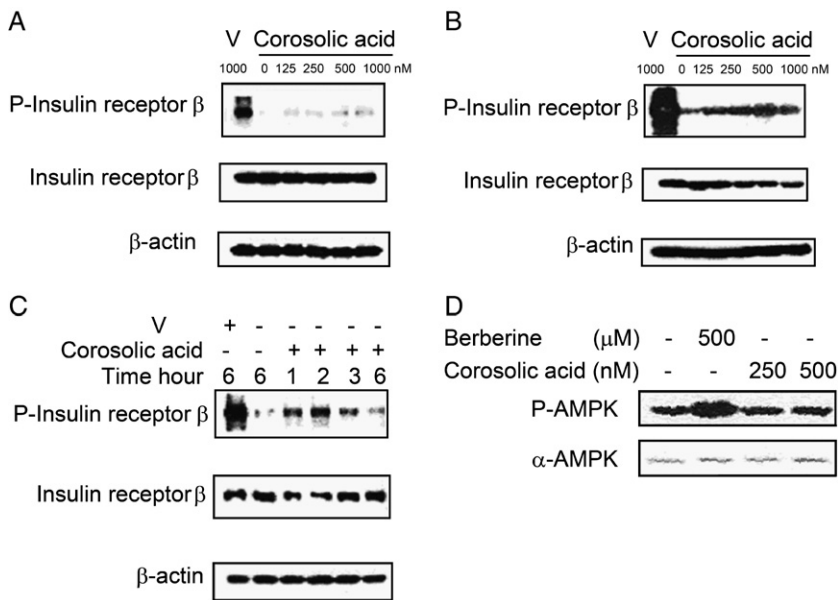 A
V Corosolic acid
1000 0 125 250 500 1000 nM
P-Insulin receptor β
Insulin receptor β
β-actin
B
V Corosolic acid
1000 0 125 250 500 1000 nM
P-Insulin receptor β
Insulin receptor β
β-actin
C
V + - - - - -
Corosolic acid - - + + + +
Time hour 6 6 1 2 3 6
P-Insulin receptor β
Insulin receptor β
β-actin
D
Berberine (μM) - 500 - -
Corosolic acid (nM) - - 250 500
P-AMPK
α-AMPK